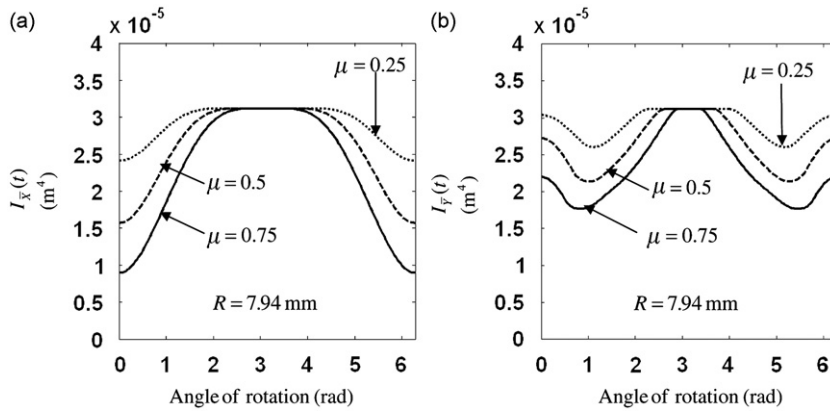 (a)
× 10⁻⁵
4
3.5
3
2.5
2
1.5
1
0.5
0
I_X̄(t)
(m⁴)
μ = 0.25
μ = 0.5
μ = 0.75
R = 7.94 mm
0 1 2 3 4 5 6
Angle of rotation (rad)
(b)
× 10⁻⁵
4
3.5
3
2.5
2
1.5
1
0.5
0
I_Ȳ(t)
(m⁴)
μ = 0.25
μ = 0.5
μ = 0.75
R = 7.94 mm
0 1 2 3 4 5 6
Angle of rotation (rad)